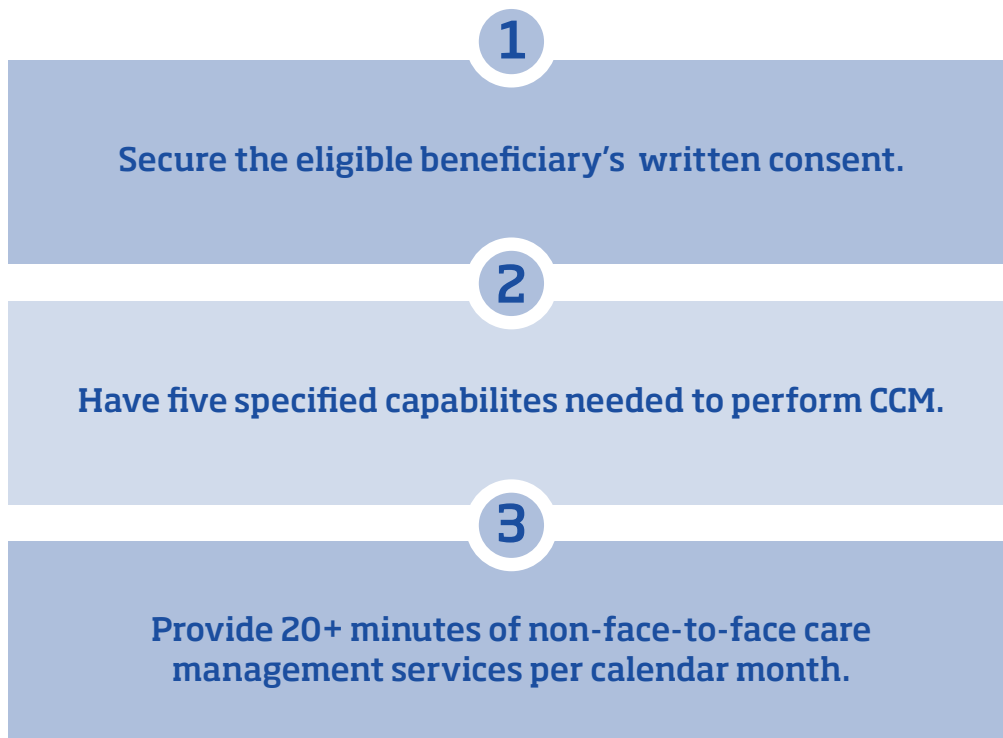 1
Secure the eligible beneficiary’s written consent.
2
Have five specified capabilites needed to perform CCM.
3
Provide 20+ minutes of non-face-to-face care
management services per calendar month.